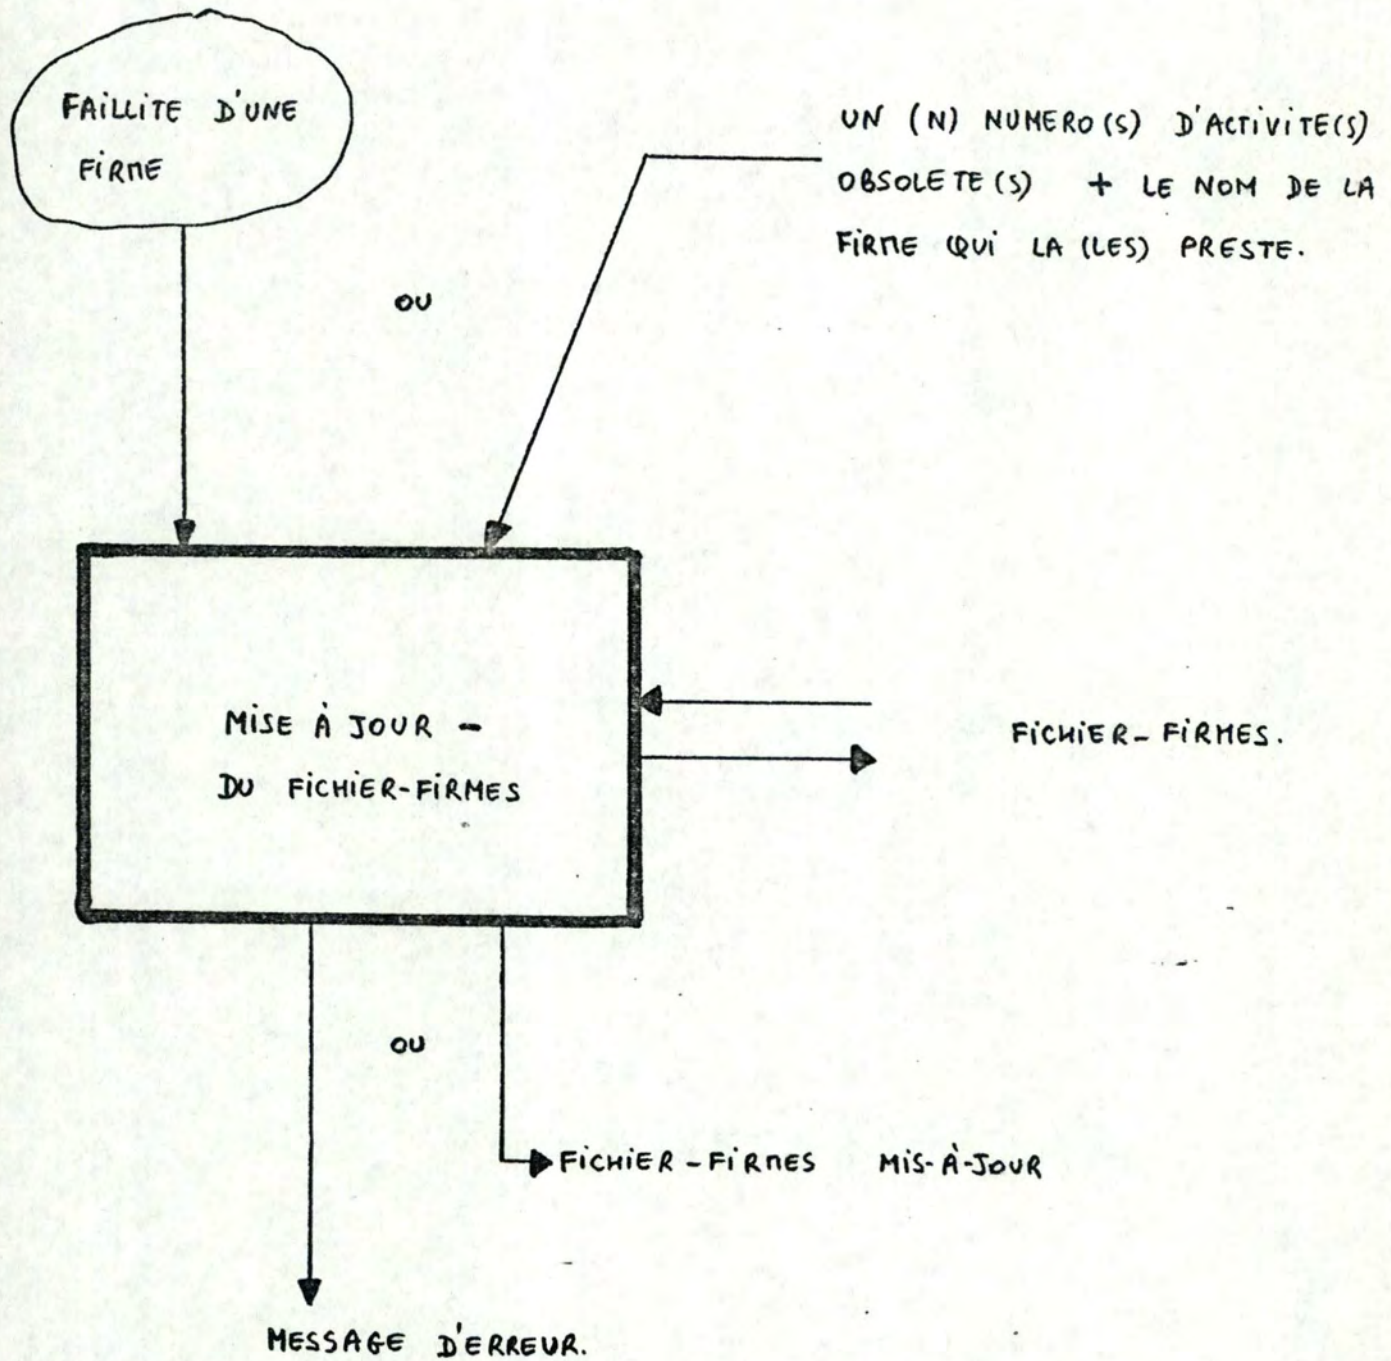 FAILLITE D'UNE
FIRME
UN (N) NUMERO(S) D'ACTIVITE(S)
OBSOLETE(S) + LE NOM DE LA
FIRME QUI LA (LES) PRESTE.
OU
MISE À JOUR -
DU FICHIER-FIRMES
FICHIER-FIRMES.
OU
FICHIER-FIRMES MIS-À-JOUR
MESSAGE D'ERREUR.